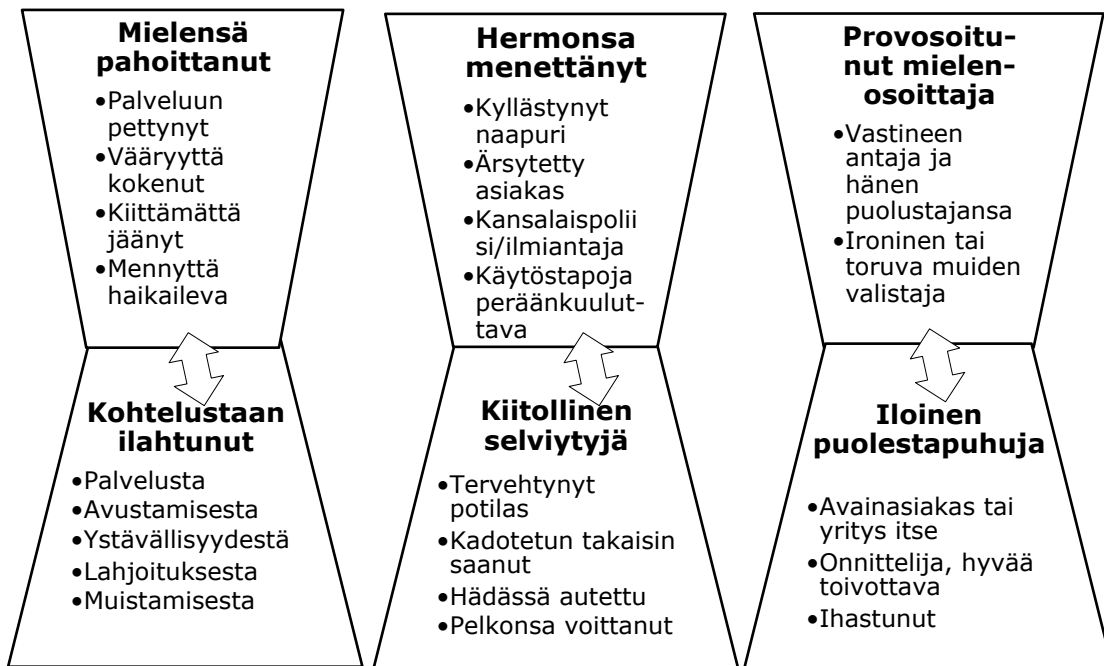 Mielensä
pahoittanut
•Palveluun
pettynyt
•Vääryyttä
kokenut
•Kiittämättä
jäänyt
•Mennyttä
haikaileva
Hermonsa
menettänyt
•Kyllästynyt
naapuri
•Ärsytetty
asiakas
•Kansalaispolii
si/ilmiantaja
•Käytöstapoja
peräänkuulut-
tava
Provosoitu-
nut mielen-
osoittaja
•Vastineen
antaja ja
hänen
puolustajansa
•Ironinen tai
toruva muiden
valistaja
Kohtelustaan
ilahtunut
•Palvelusta
•Avustamisesta
•Ystävällisyydestä
•Lahjoituksesta
•Muistamisesta
Kiitollinen
selviytyjä
•Tervehtynyt
potilas
•Kadotetun takaisin
saanut
•Hädässä autettu
•Pelkonsa voittanut
Iloinen
puolestapuhuja
•Avainasiakas tai
yritys itse
•Onnittelija, hyvää
toivottava
•Ihastunut